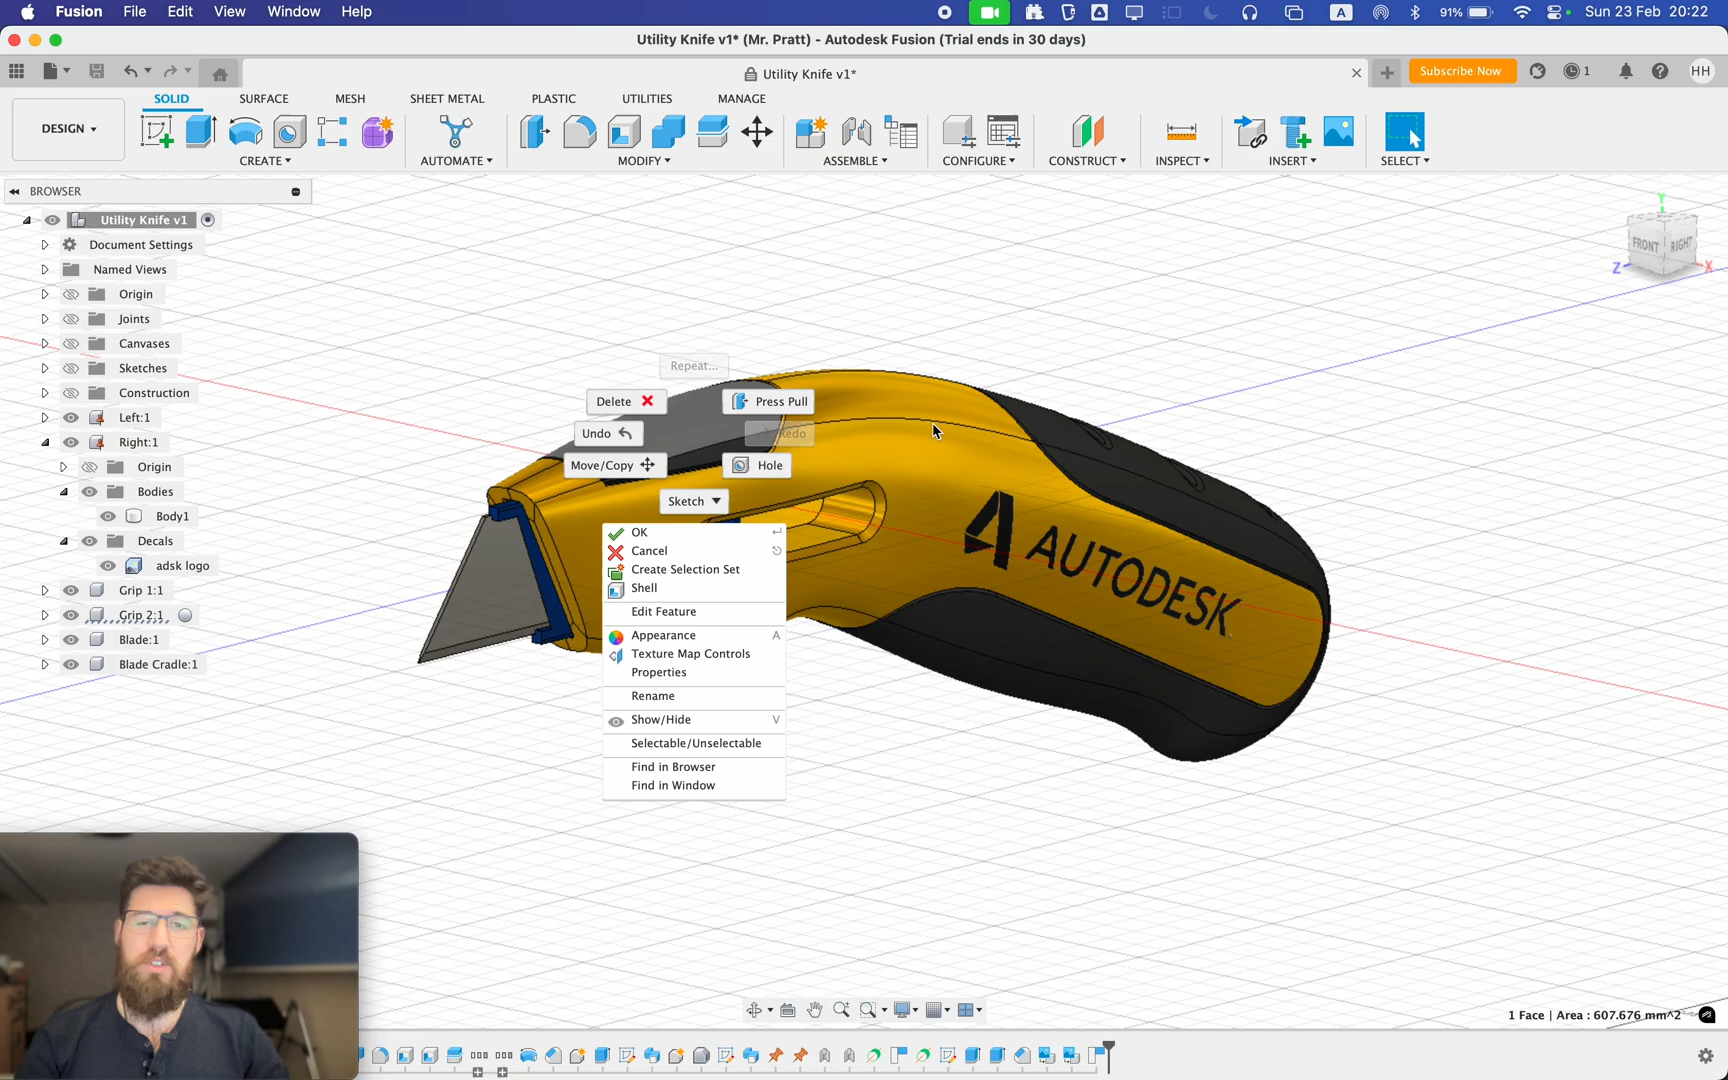 Fusion File Edit View Window Help
A 91% Sun 23 Feb 20:22
Utility Knife v1* (Mr. Pratt) - Autodesk Fusion (Trial ends in 30 days)
Utility Knife v1*
Subscribe Now 1 HH
SOLID SURFACE MESH SHEET METAL PLASTIC UTILITIES MANAGE
DESIGN
CREATE AUTOMATE MODIFY ASSEMBLE CONFIGURE CONSTRUCT INSPECT INSERT SELECT
BROWSER
Utility Knife v1
Document Settings
Named Views
Origin
Joints
Canvases
Sketches
Construction
Left:1
Right:1
Origin
Bodies
Body1
Decals
adsk logo
Grip 1:1
Grip 2:1
Blade:1
Blade Cradle:1
Y
FRONT RIGHT
Z X
Repeat...
Delete Press Pull
Undo Redo
Move/Copy Hole
Sketch
OK
Cancel
Create Selection Set
Shell
Edit Feature
Appearance A
Texture Map Controls
Properties
Rename
Show/Hide V
Selectable/Unselectable
Find in Browser
Find in Window
AUTODESK
1 Face | Area : 607.676 mm^2